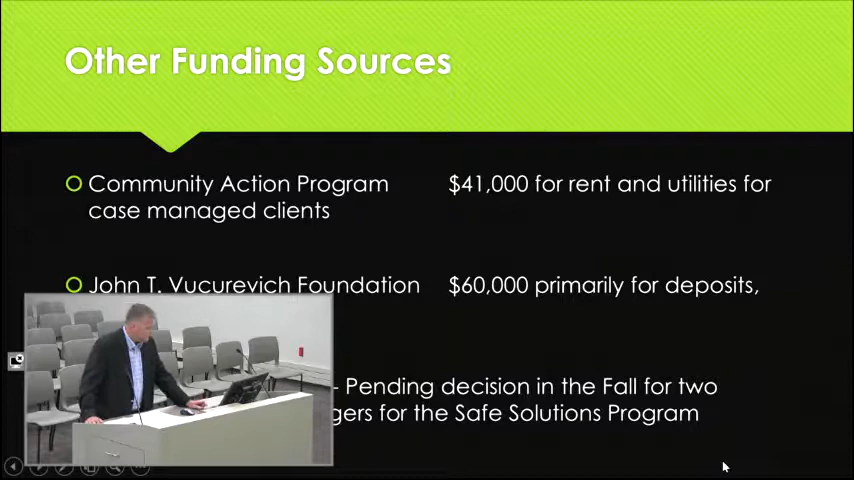 Other Funding Sources
Community Action Program $41,000 for rent and utilities for
case managed clients
John T. Vucurevich Foundation $60,000 primarily for deposits,
- Pending decision in the Fall for two
gers for the Safe Solutions Program